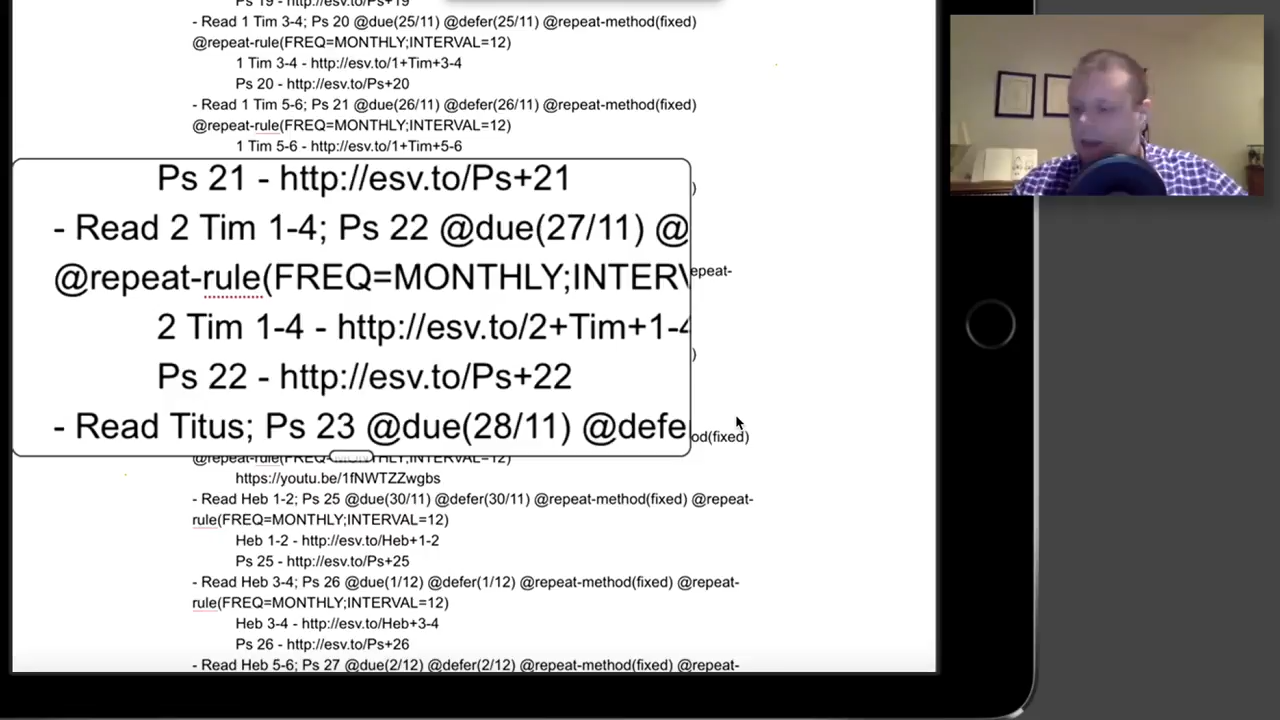 Ps 19 - http://esv.to/Ps+19
- Read 1 Tim 3-4; Ps 20 @due(25/11) @defer(25/11) @repeat-method(fixed)
@repeat-rule(FREQ=MONTHLY;INTERVAL=12)
1 Tim 3-4 - http://esv.to/1+Tim+3-4
Ps 20 - http://esv.to/Ps+20
- Read 1 Tim 5-6; Ps 21 @due(26/11) @defer(26/11) @repeat-method(fixed)
@repeat-rule(FREQ=MONTHLY;INTERVAL=12)
1 Tim 5-6 - http://esv.to/1+Tim+5-6
Ps 21 - http://esv.to/Ps+21
)
- Read 2 Tim 1-4; Ps 22 @due(27/11) @
@repeat-rule(FREQ=MONTHLY;INTERV
epeat-
2 Tim 1-4 - http://esv.to/2+Tim+1-4
)
Ps 22 - http://esv.to/Ps+22
- Read Titus; Ps 23 @due(28/11) @defe
od(fixed)
@repeat-rule(FREQ=MONTHLY;INTERVAL=12)
https://youtu.be/1fNWTZZwgbs
- Read Heb 1-2; Ps 25 @due(30/11) @defer(30/11) @repeat-method(fixed) @repeat-
rule(FREQ=MONTHLY;INTERVAL=12)
Heb 1-2 - http://esv.to/Heb+1-2
Ps 25 - http://esv.to/Ps+25
- Read Heb 3-4; Ps 26 @due(1/12) @defer(1/12) @repeat-method(fixed) @repeat-
rule(FREQ=MONTHLY;INTERVAL=12)
Heb 3-4 - http://esv.to/Heb+3-4
Ps 26 - http://esv.to/Ps+26
- Read Heb 5-6; Ps 27 @due(2/12) @defer(2/12) @repeat-method(fixed) @repeat-